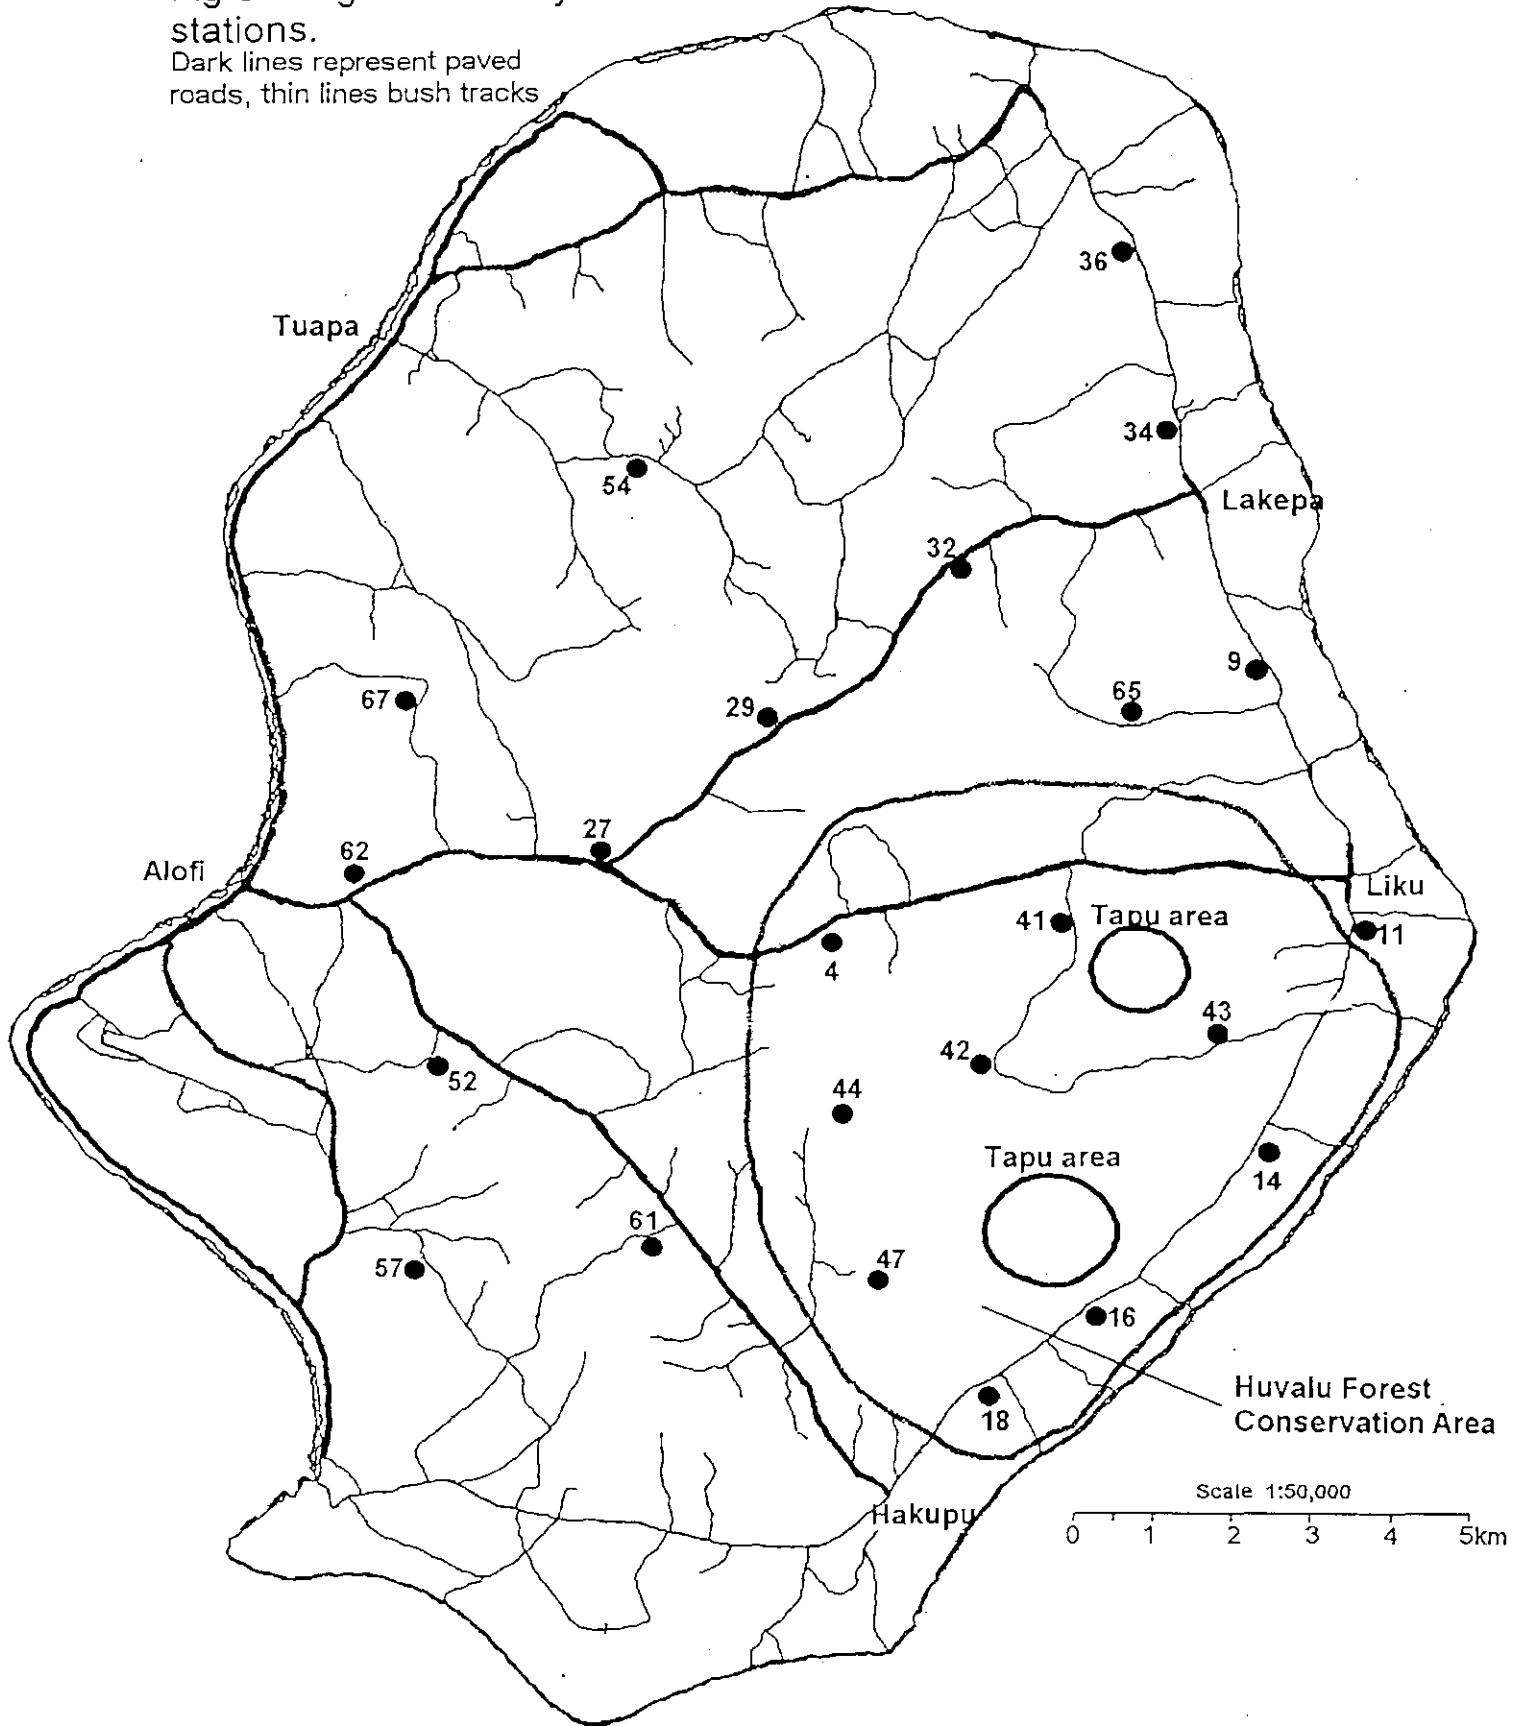 stations.
Dark lines represent paved
roads, thin lines bush tracks
36
Tuapa
34
54
Lakepa
32
9
67
65
29
27
62
Alofi
Liku
41
Tapu area
11
4
43
42
52
44
Tapu area
14
61
57
47
16
Huvalu Forest
Conservation Area
18
Scale 1:50,000
Hakupu
0 1 2 3 4 5km